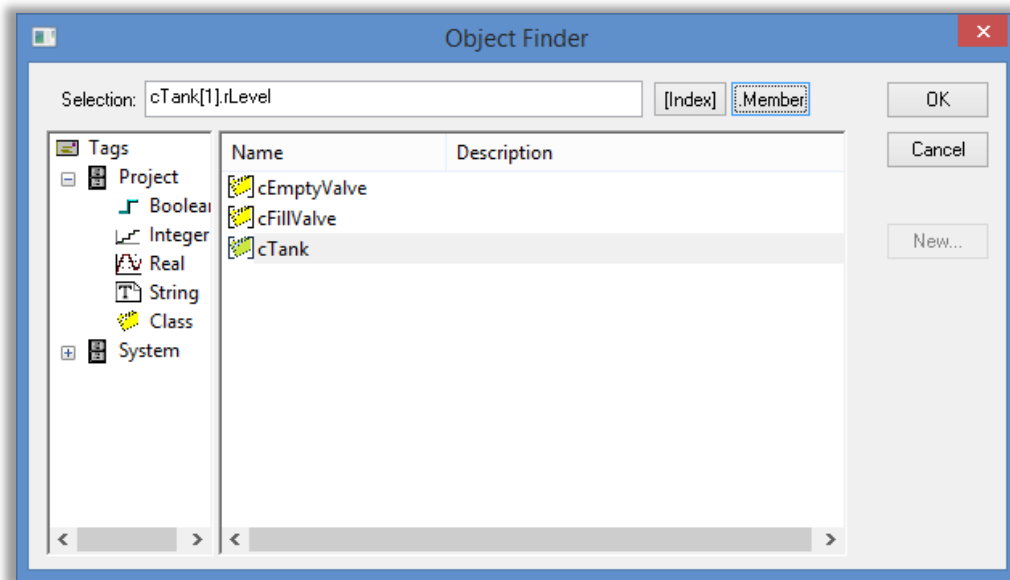 Object Finder
Selection: cTank[1].rLevel [Index] .Member OK
Cancel
New...
Tags
Project
Boolea
Integer
Real
String
Class
System
Name Description
cEmptyValve
cFillValve
cTank